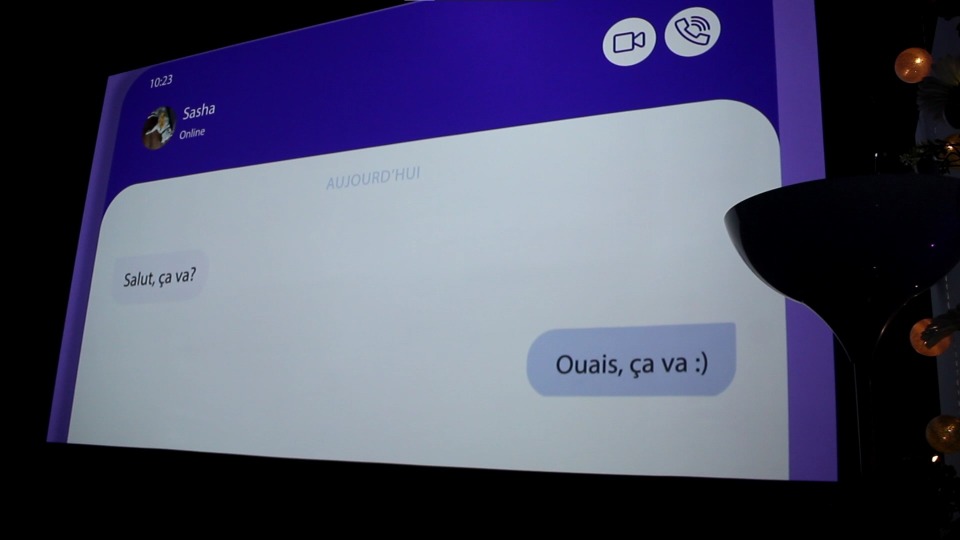 10:23
Sasha
Online
AUJOURD'HUI
Salut, ça va?
Ouais, ça va :)